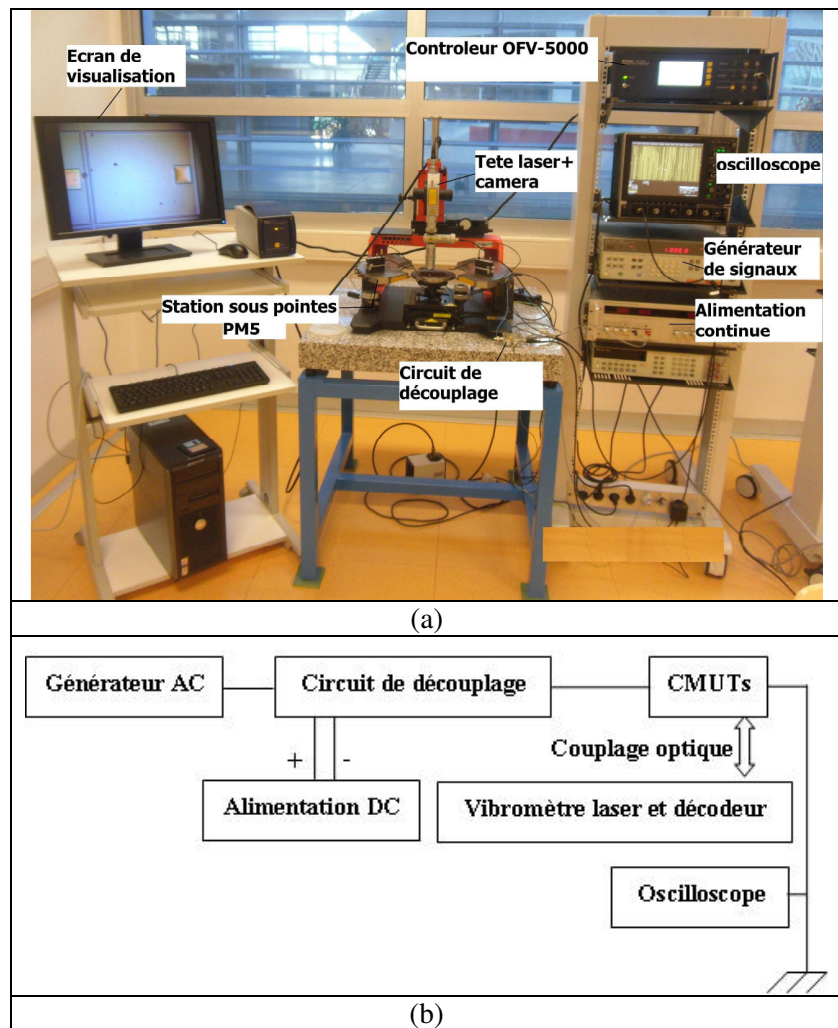 Ecran de
visualisation
Controleur OFV-5000
Tete laser+
camera
oscilloscope
Générateur
de signaux
Station sous pointes
PM5
Alimentation
continue
Circuit de
découplage
(a)
Générateur AC
Circuit de découplage
CMUTs
+
-
Couplage optique
Alimentation DC
Vibromètre laser et décodeur
Oscilloscope
(b)